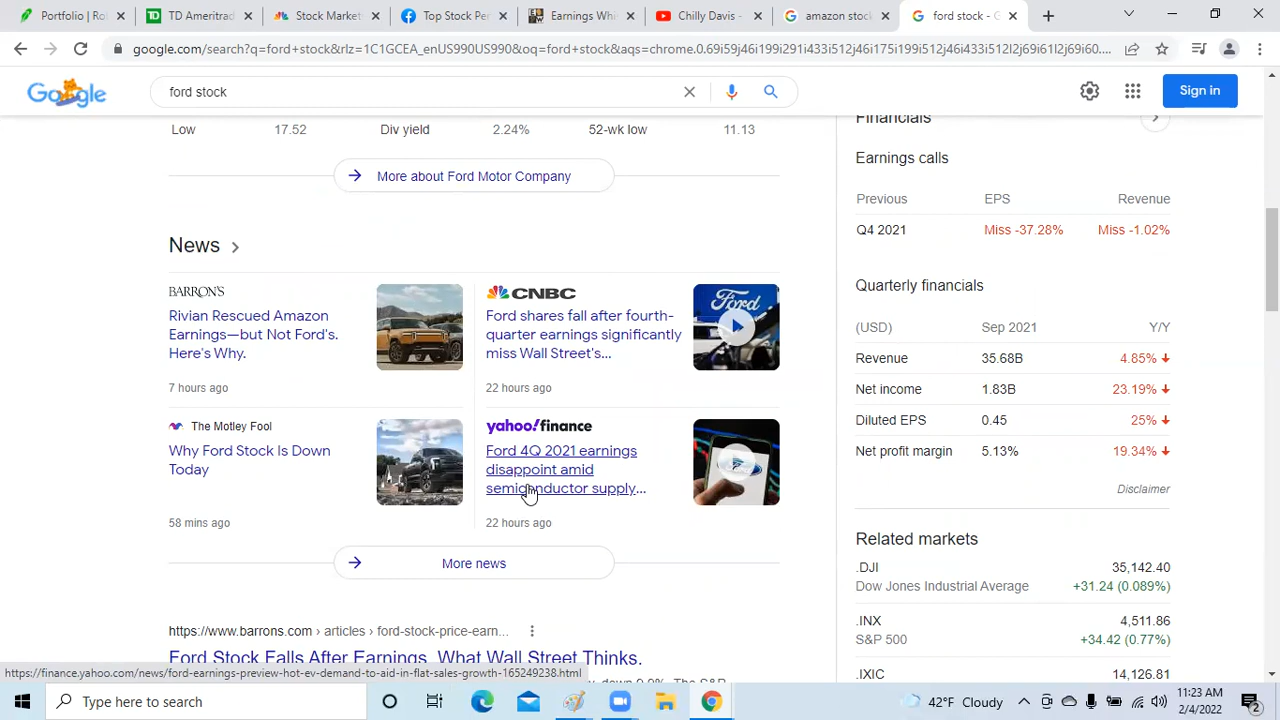 Portfolio | Rol
TD Ameri
Stock Market
Top Stock Pe
Earnings Whi
Chilly Davis -
amazon stock
ford stock - G
google.com/search?q=ford+stock&rlz=1C1GCEA_enUS990US990&oq=ford+stock&aqs=chrome.0.69i59j46i199i291i433i512j46i175i199i512j46i433i512l2j69i61l2j69i60....
Google
ford stock
Sign in
Low 17.52 Div yield 2.24% 52-wk low 11.13
More about Ford Motor Company
News
BARRON'S
Rivian Rescued Amazon
Earnings—but Not Ford's.
Here's Why.
7 hours ago
CNBC
Ford shares fall after fourth-
quarter earnings significantly
miss Wall Street's...
22 hours ago
Ford
The Motley Fool
Why Ford Stock Is Down
Today
58 mins ago
yahoo!finance
Ford 4Q 2021 earnings
disappoint amid
semiconductor supply...
22 hours ago
More news
https://www.barrons.com › articles › ford-stock-price-earn...
Ford Stock Falls After Earnings. What Wall Street Thinks.
https://finance.yahoo.com/news/ford-earnings-preview-hot-ev-demand-to-aid-in-flat-sales-growth-165249238.html
Financials
Earnings calls
Previous EPS Revenue
Q4 2021 Miss -37.28% Miss -1.02%
Quarterly financials
(USD) Sep 2021 Y/Y
Revenue 35.68B 4.85%
Net income 1.83B 23.19%
Diluted EPS 0.45 25%
Net profit margin 5.13% 19.34%
Disclaimer
Related markets
.DJI 35,142.40
Dow Jones Industrial Average +31.24 (0.089%)
.INX 4,511.86
S&P 500 +34.42 (0.77%)
.IXIC 14,126.81
Type here to search
42°F Cloudy
11:23 AM
2/4/2022
2